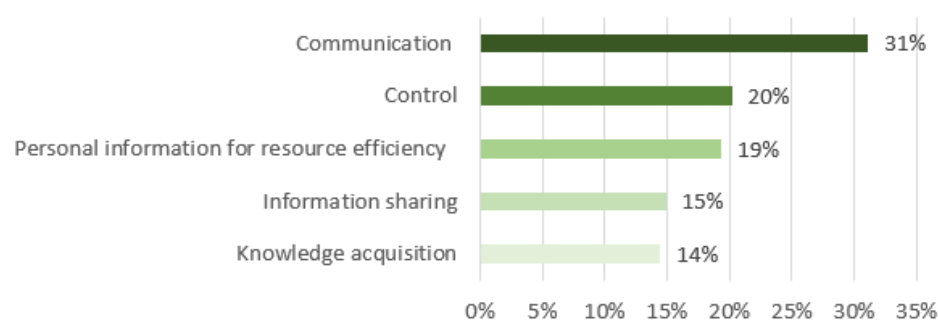 Communication 31%
Control 20%
Personal information for resource efficiency 19%
Information sharing 15%
Knowledge acquisition 14%
0% 5% 10% 15% 20% 25% 30% 35%